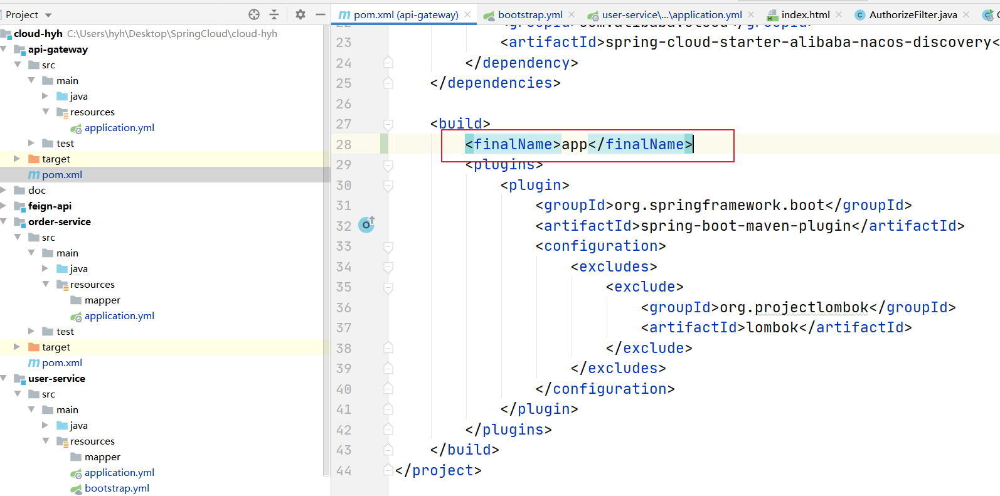 Project
cloud-hyh C:\Users\hyh\Desktop\SpringCloud\cloud-hyh
api-gateway
src
main
java
resources
application.yml
test
target
pom.xml
doc
feign-api
order-service
src
main
java
resources
mapper
application.yml
test
target
pom.xml
user-service
src
main
java
resources
mapper
application.yml
bootstrap.yml
pom.xml (api-gateway) bootstrap.yml user-service\...\application.yml index.html AuthorizeFilter.java
23 <artifactId>spring-cloud-starter-alibaba-nacos-discovery<
24 </dependency>
25 </dependencies>
26
27 <build>
28 <finalName>app</finalName>
29 <plugins>
30 <plugin>
31 <groupId>org.springframework.boot</groupId>
32 <artifactId>spring-boot-maven-plugin</artifactId>
33 <configuration>
34 <excludes>
35 <exclude>
36 <groupId>org.projectlombok</groupId>
37 <artifactId>lombok</artifactId>
38 </exclude>
39 </excludes>
40 </configuration>
41 </plugin>
42 </plugins>
43 </build>
44 </project>